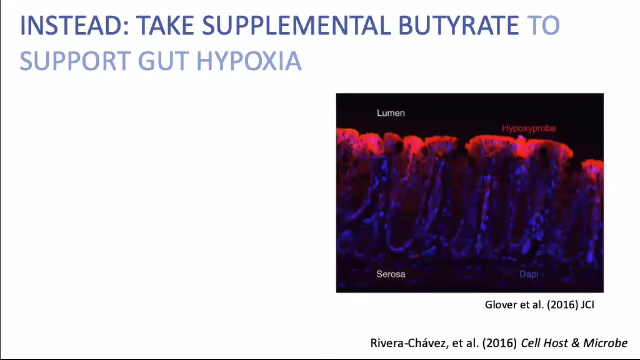 INSTEAD: TAKE SUPPLEMENTAL BUTYRATE TO
SUPPORT GUT HYPOXIA
Lumen
Hypoxyprobe
Serosa
Dapi
Glover et al. (2016) JCI
Rivera-Chávez, et al. (2016) Cell Host & Microbe